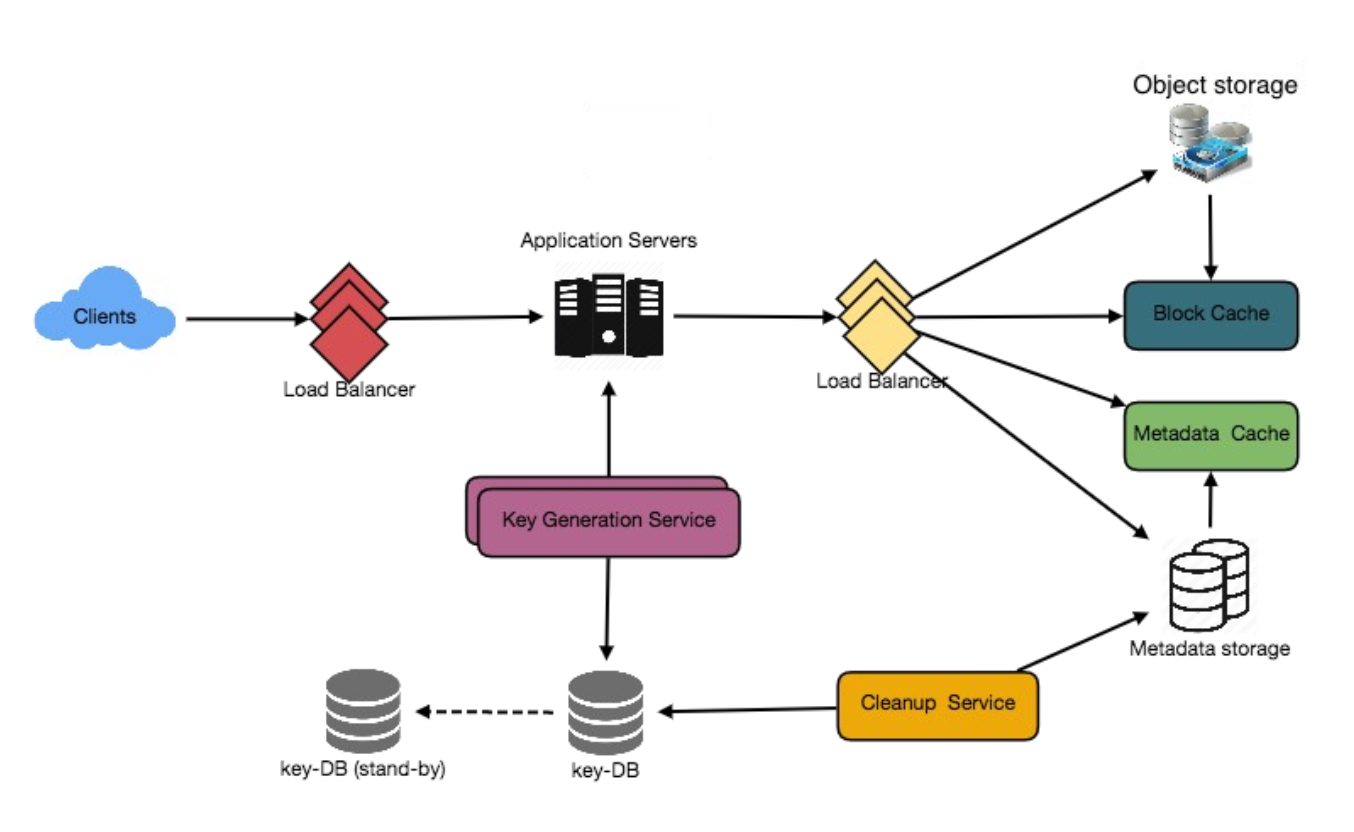 Object storage
Application Servers
Clients
Block Cache
Load Balancer
Load Balancer
Metadata  Cache
Key Generation Service
Metadata storage
Cleanup  Service
key-DB (stand-by)
key-DB